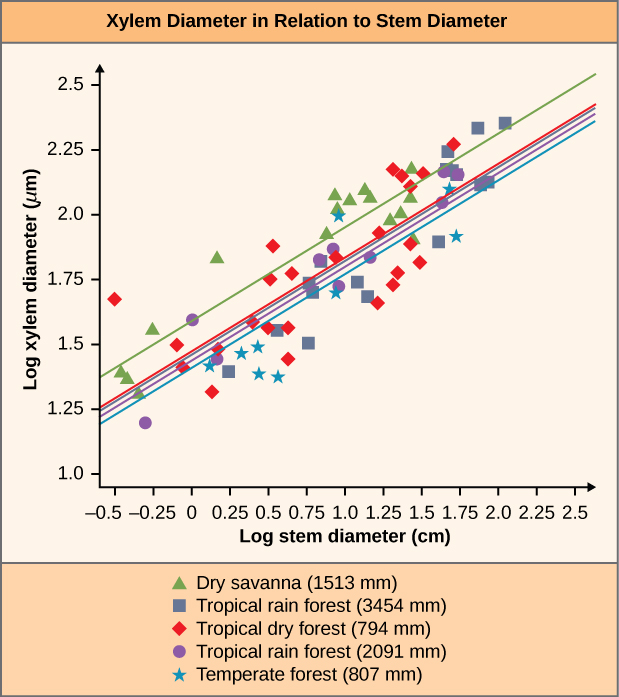 Xylem Diameter in Relation to Stem Diameter
Log xylem diameter (μm)
2.5
2.25
2.0
1.75
1.5
1.25
1.0
–0.5 –0.25 0 0.25 0.5 0.75 1.0 1.25 1.5 1.75 2.0 2.25 2.5
Log stem diameter (cm)
Dry savanna (1513 mm)
Tropical rain forest (3454 mm)
Tropical dry forest (794 mm)
Tropical rain forest (2091 mm)
Temperate forest (807 mm)